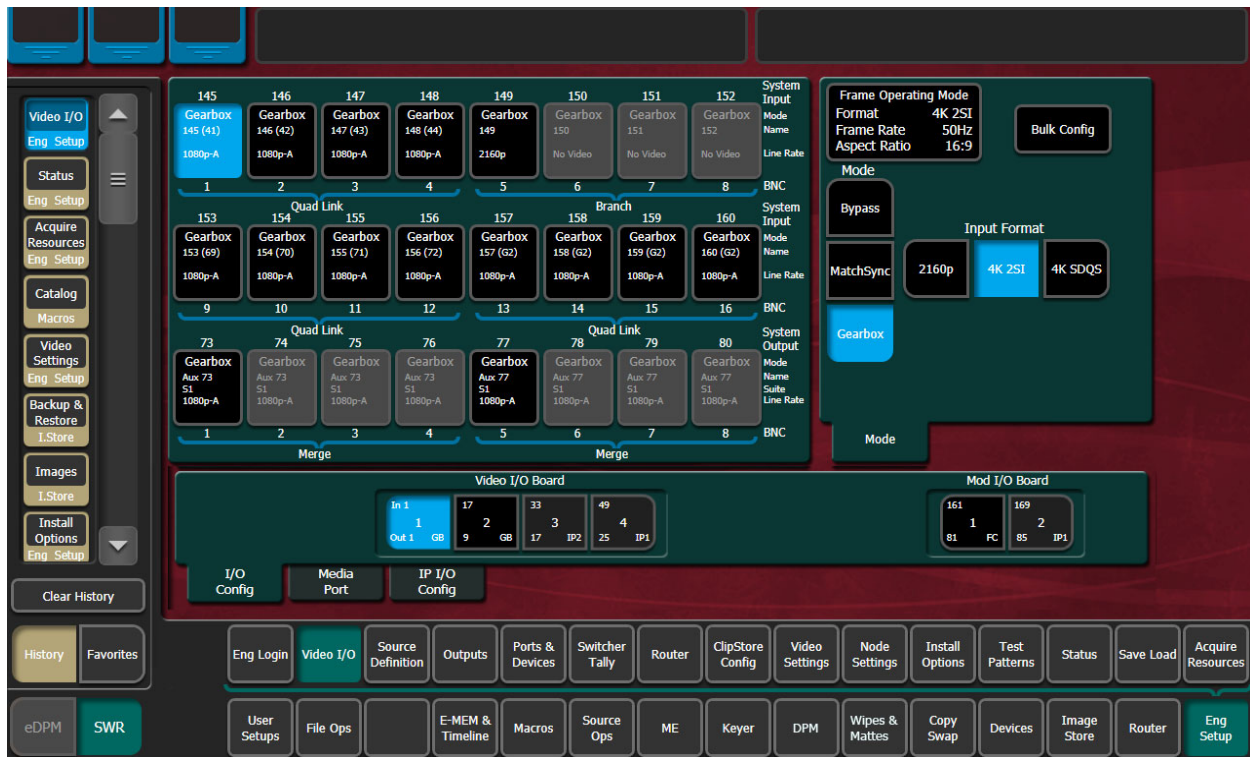 Video I/O
Eng Setup
Status
Eng Setup
Acquire
Resources
Eng Setup
Catalog
Macros
Video
Settings
Eng Setup
Backup &
Restore
I.Store
Images
I.Store
Install
Options
Eng Setup
Clear History
History Favorites
eDPM SWR
145 146 147 148 149 150 151 152 System
Input
Gearbox Gearbox Gearbox Gearbox Gearbox Gearbox Gearbox Gearbox Mode
145 (41) 146 (42) 147 (43) 148 (44) 149 150 151 152 Name
1080p-A 1080p-A 1080p-A 1080p-A 2160p No Video No Video No Video Line Rate
1 2 3 4 5 6 7 8 BNC
Quad Link Branch
153 154 155 156 157 158 159 160 System
Input
Gearbox Gearbox Gearbox Gearbox Gearbox Gearbox Gearbox Gearbox Mode
153 (69) 154 (70) 155 (71) 156 (72) 157 (G2) 158 (G2) 159 (G2) 160 (G2) Name
1080p-A 1080p-A 1080p-A 1080p-A 1080p-A 1080p-A 1080p-A 1080p-A Line Rate
9 10 11 12 13 14 15 16 BNC
Quad Link Quad Link
73 74 75 76 77 78 79 80 System
Output
Gearbox Gearbox Gearbox Gearbox Gearbox Gearbox Gearbox Gearbox Mode
Aux 73 Aux 73 Aux 73 Aux 73 Aux 77 Aux 77 Aux 77 Aux 77 Name
S1 S1 S1 S1 S1 S1 S1 S1 Suite
1080p-A 1080p-A 1080p-A 1080p-A 1080p-A 1080p-A 1080p-A 1080p-A Line Rate
1 2 3 4 5 6 7 8 BNC
Merge Merge
Frame Operating Mode
Format 4K 2SI
Frame Rate 50Hz
Aspect Ratio 16:9
Bulk Config
Mode
Bypass
MatchSync
Gearbox
Input Format
2160p 4K 2SI 4K SDQS
Mode
Video I/O Board
In 1 17 33 49
1 2 3 4
Out 1 GB 9 GB 17 IP2 25 IP1
Mod I/O Board
161 169
1 2
81 FC 85 IP1
I/O
Config
Media
Port
IP I/O
Config
Eng Login
Video I/O
Source
Definition
Outputs
Ports &
Devices
Switcher
Tally
Router
ClipStore
Config
Video
Settings
Node
Settings
Install
Options
Test
Patterns
Status
Save Load
Acquire
Resources
User
Setups
File Ops
E-MEM &
Timeline
Macros
Source
Ops
ME
Keyer
DPM
Wipes &
Mattes
Copy
Swap
Devices
Image
Store
Router
Eng
Setup